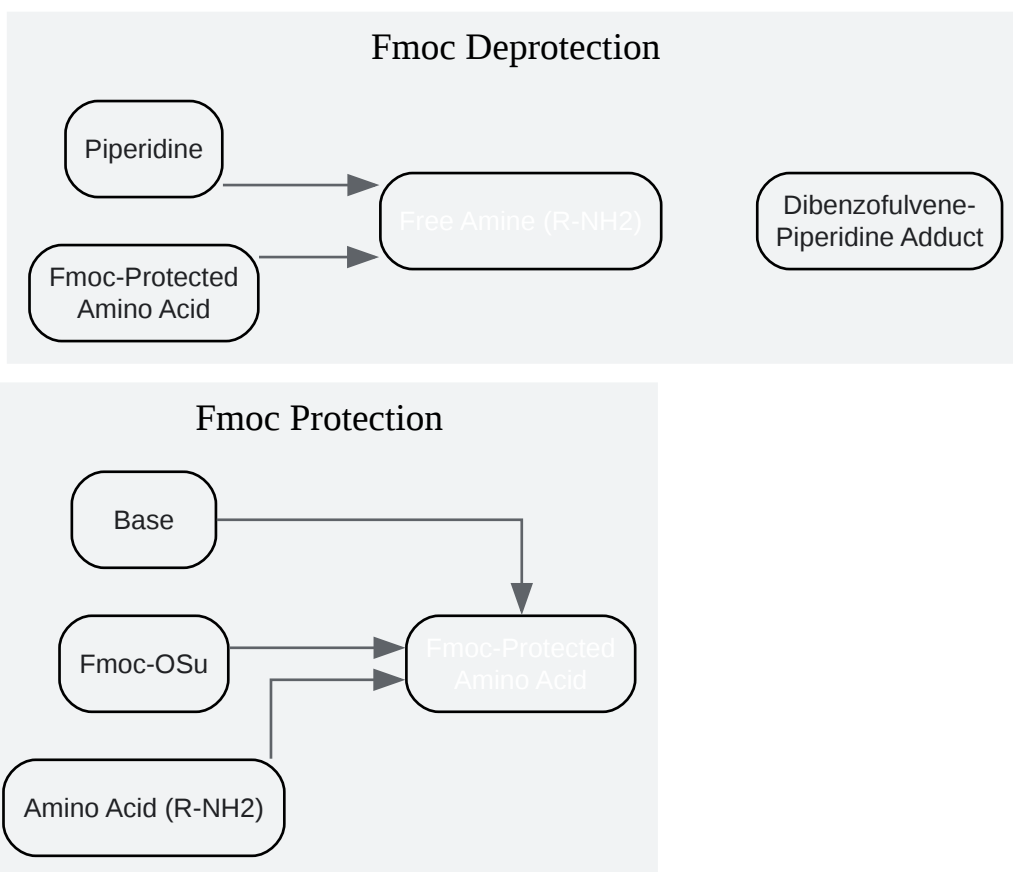 Fmoc Deprotection
Piperidine
Free Amine (R-NH2)
Dibenzofulvene-
Piperidine Adduct
Fmoc-Protected
Amino Acid
Fmoc Protection
Base
Fmoc-OSu
Fmoc-Protected
Amino Acid
Amino Acid (R-NH2)